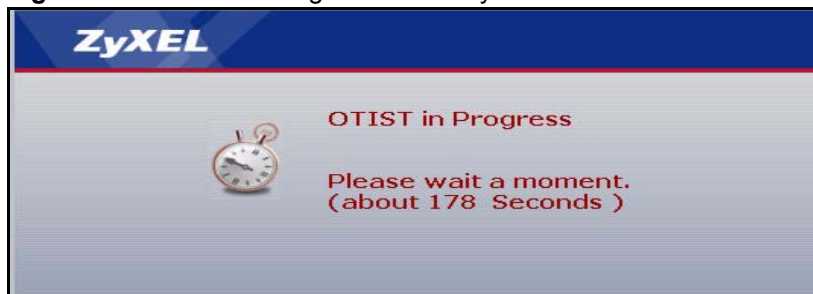 ZyXEL
OTIST in Progress
Please wait a moment.
(about 178 Seconds )